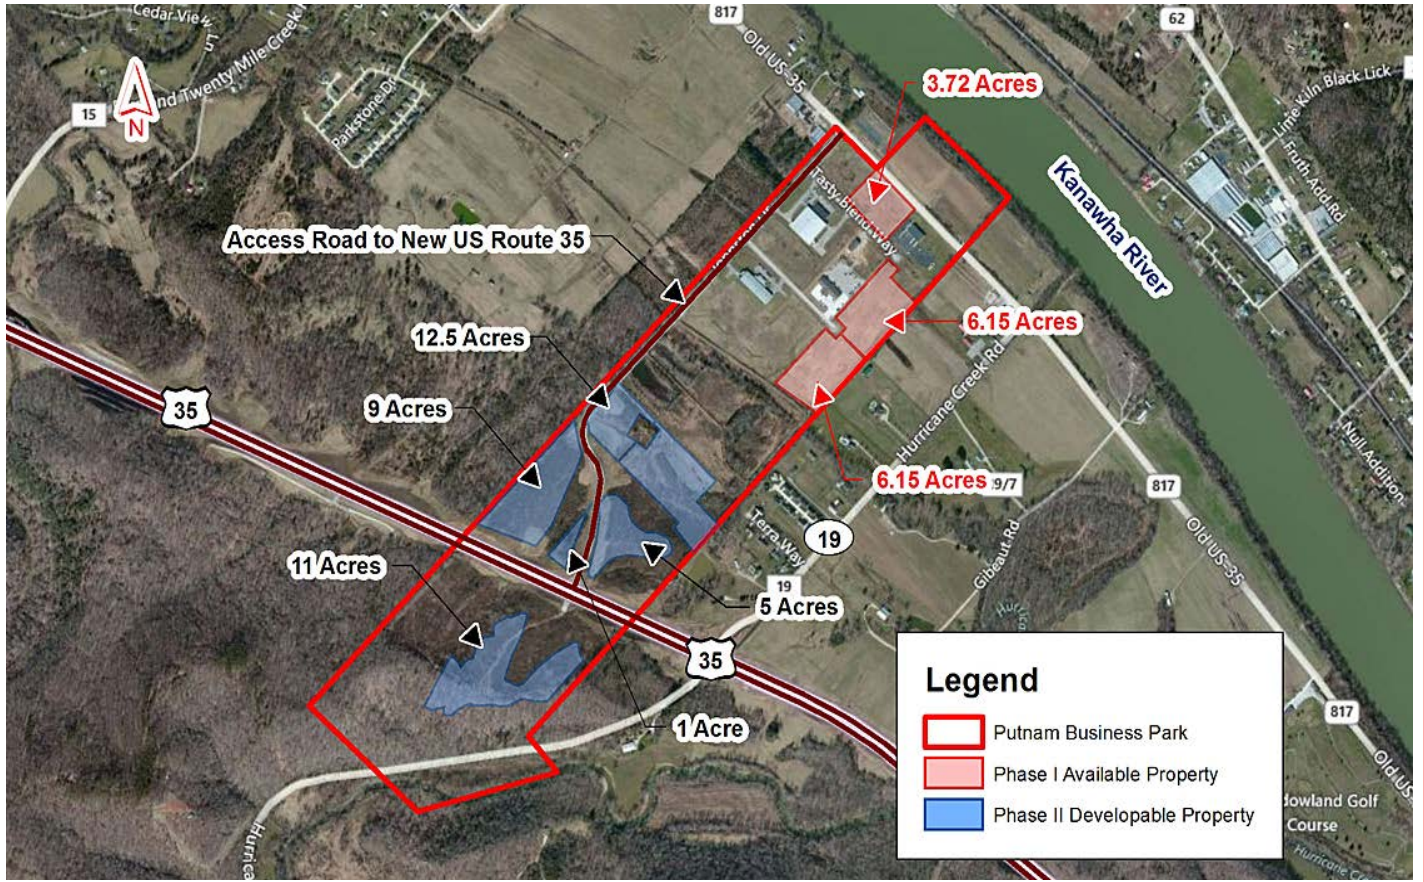 Cedar View Ln
817
62
15
nd Twenty Mile Creek
N
Parkstone Dr
Old US-35
Lime Kiln Black Lick
Fruth Add Rd
3.72 Acres
Kanawha River
Tasty Blend Way
Access Road to New US Route 35
12.5 Acres
6.15 Acres
35
9 Acres
Hurricane Creek Rd
Null Addition
6.15 Acres
9/7
817
Terra Way
19
Gibeaut Rd
Old US-35
11 Acres
19
5 Acres
Hurrica
35
1 Acre
817
Old US-
Legend
Putnam Business Park
Phase I Available Property
Phase II Developable Property
dowland Golf
Course
Hurricane Cre
Hurrica